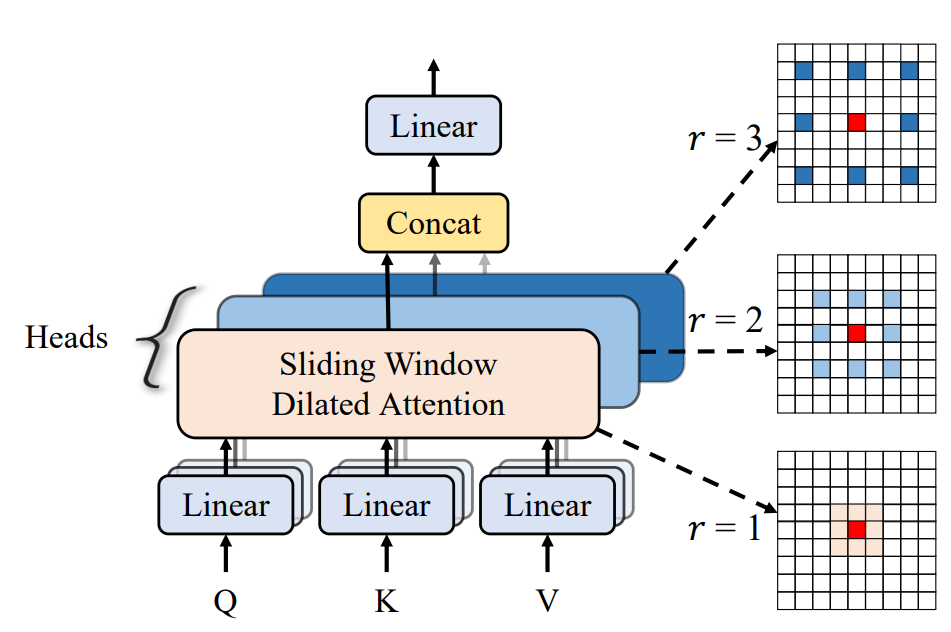 Linear
r = 3
Concat
r = 2
Heads
Sliding Window
Dilated Attention
Linear
Linear
Linear
r = 1
Q
K
V